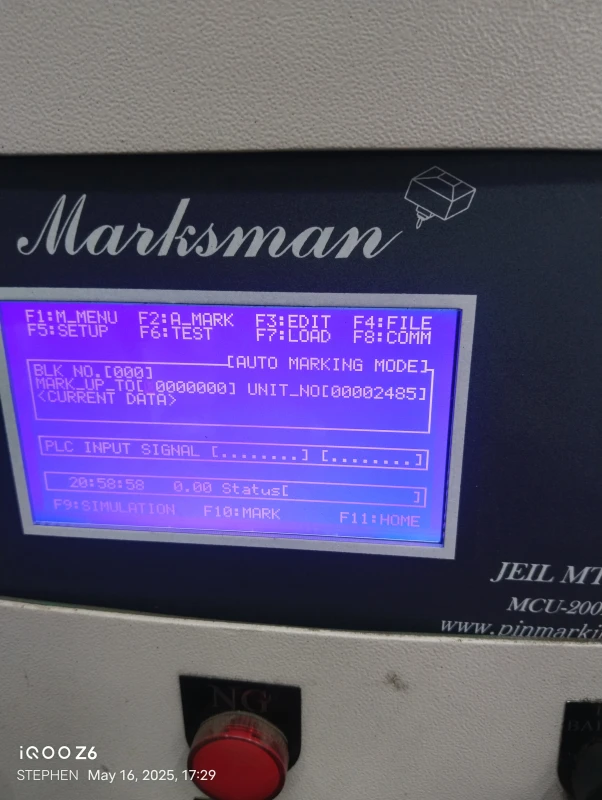 Marksman
F1:M_MENU F2:A_MARK F3:EDIT F4:FILE
F5:SETUP F6:TEST F7:LOAD F8:COMM
[AUTO MARKING MODE]
BLK NO.[000]
MARK_UP_TO[ 0000000] UNIT_NO[00002485]
<CURRENT DATA>
PLC INPUT SIGNAL [........] [........]
20:58:58 0.00 Status[ ]
F9:SIMULATION F10:MARK F11:HOME
JEIL MT
MCU-200
www.pinmarki
NG
iQOO Z6
STEPHEN May 16, 2025, 17:29